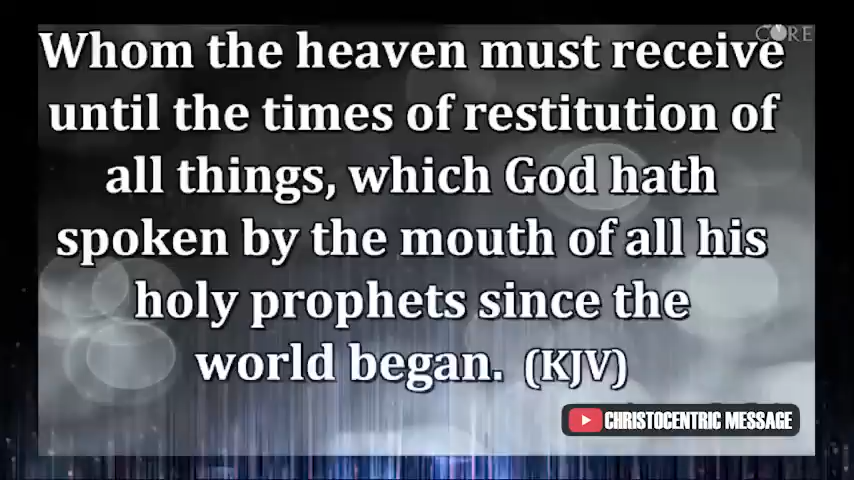 CORE
Whom the heaven must receive
until the times of restitution of
all things, which God hath
spoken by the mouth of all his
holy prophets since the
world began. (KJV)
CHRISTOCENTRIC MESSAGE